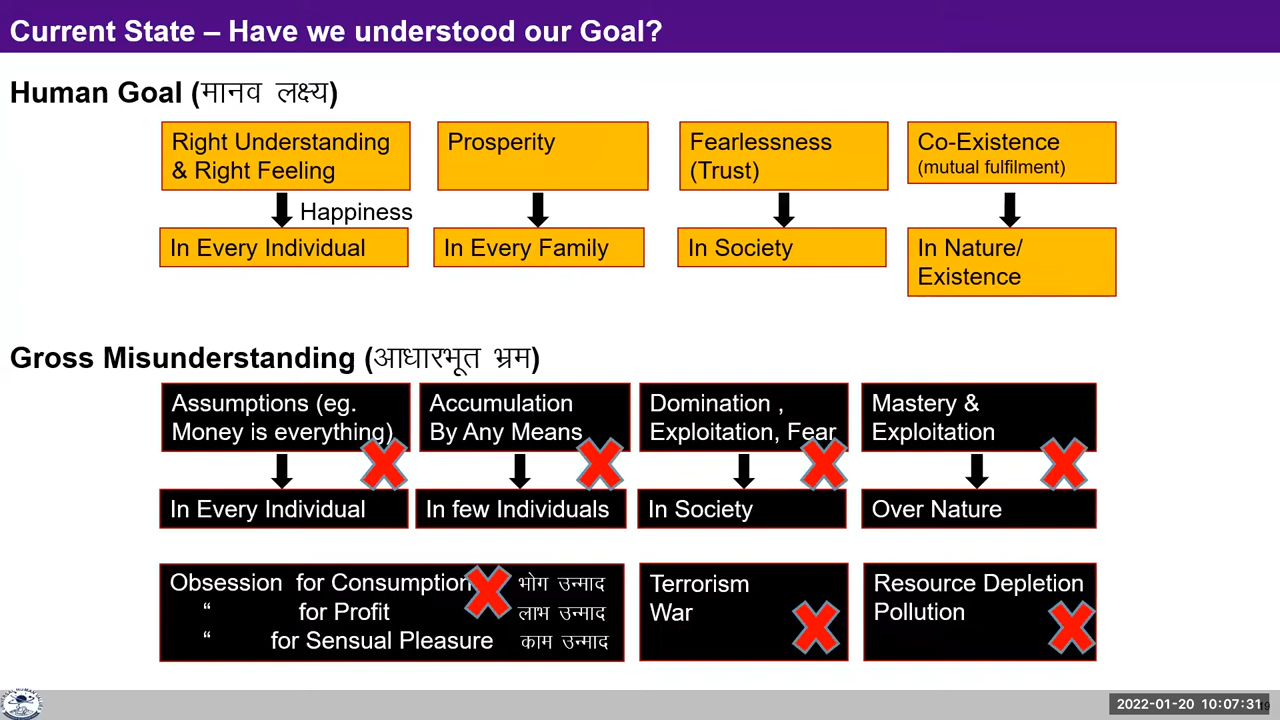 Current State – Have we understood our Goal?
Human Goal (मानव लक्ष्य)
Right Understanding
& Right Feeling
Prosperity
Fearlessness
(Trust)
Co-Existence
(mutual fulfilment)
Happiness
In Every Individual
In Every Family
In Society
In Nature/
Existence
Gross Misunderstanding (आधारभूत भ्रम)
Assumptions (eg.
Money is everything)
Accumulation
By Any Means
Domination ,
Exploitation, Fear
Mastery &
Exploitation
In Every Individual
In few Individuals
In Society
Over Nature
Obsession for Consumption भोग उन्माद
“ for Profit लाभ उन्माद
“ for Sensual Pleasure काम उन्माद
Terrorism
War
Resource Depletion
Pollution
2022-01-20 10:07:31
19